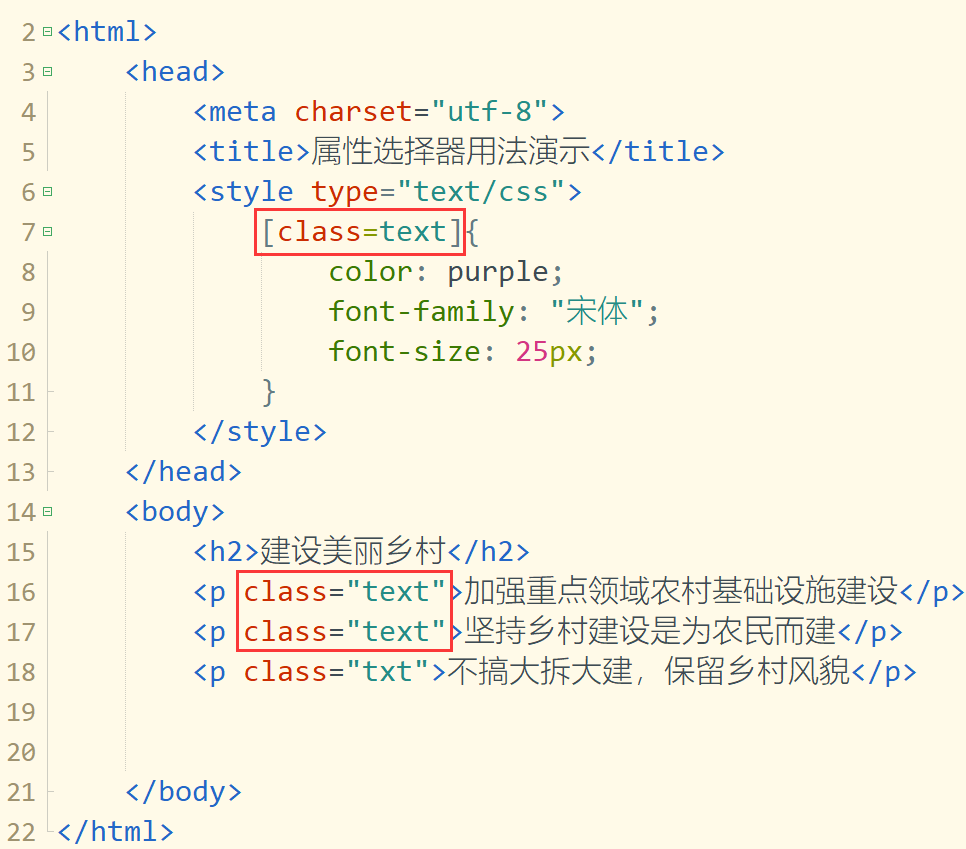 2 <html>
3 <head>
4 <meta charset="utf-8">
5 <title>属性选择器用法演示</title>
6 <style type="text/css">
7 [class=text]{
8 color: purple;
9 font-family: "宋体";
10 font-size: 25px;
11 }
12 </style>
13 </head>
14 <body>
15 <h2>建设美丽乡村</h2>
16 <p class="text">加强重点领域农村基础设施建设</p>
17 <p class="text">坚持乡村建设是为农民而建</p>
18 <p class="txt">不搞大拆大建，保留乡村风貌</p>
19
20
21 </body>
22 </html>